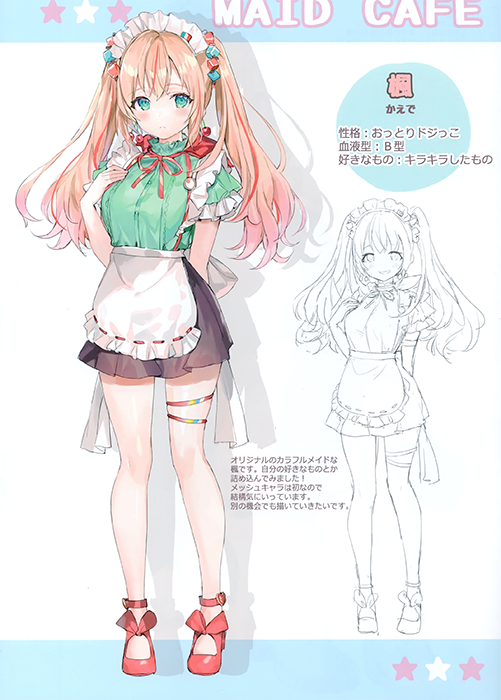 MAID CAFE
楓
かえで
性格：おっとりドジっこ
血液型：B型
好きなもの：キラキラしたもの
オリジナルのカラフルメイドな
楓です。自分の好きなものとか
詰め込んでみました！
メッシュキャラは初なので
結構気にいっています。
別の機会でも描いていきたいです。